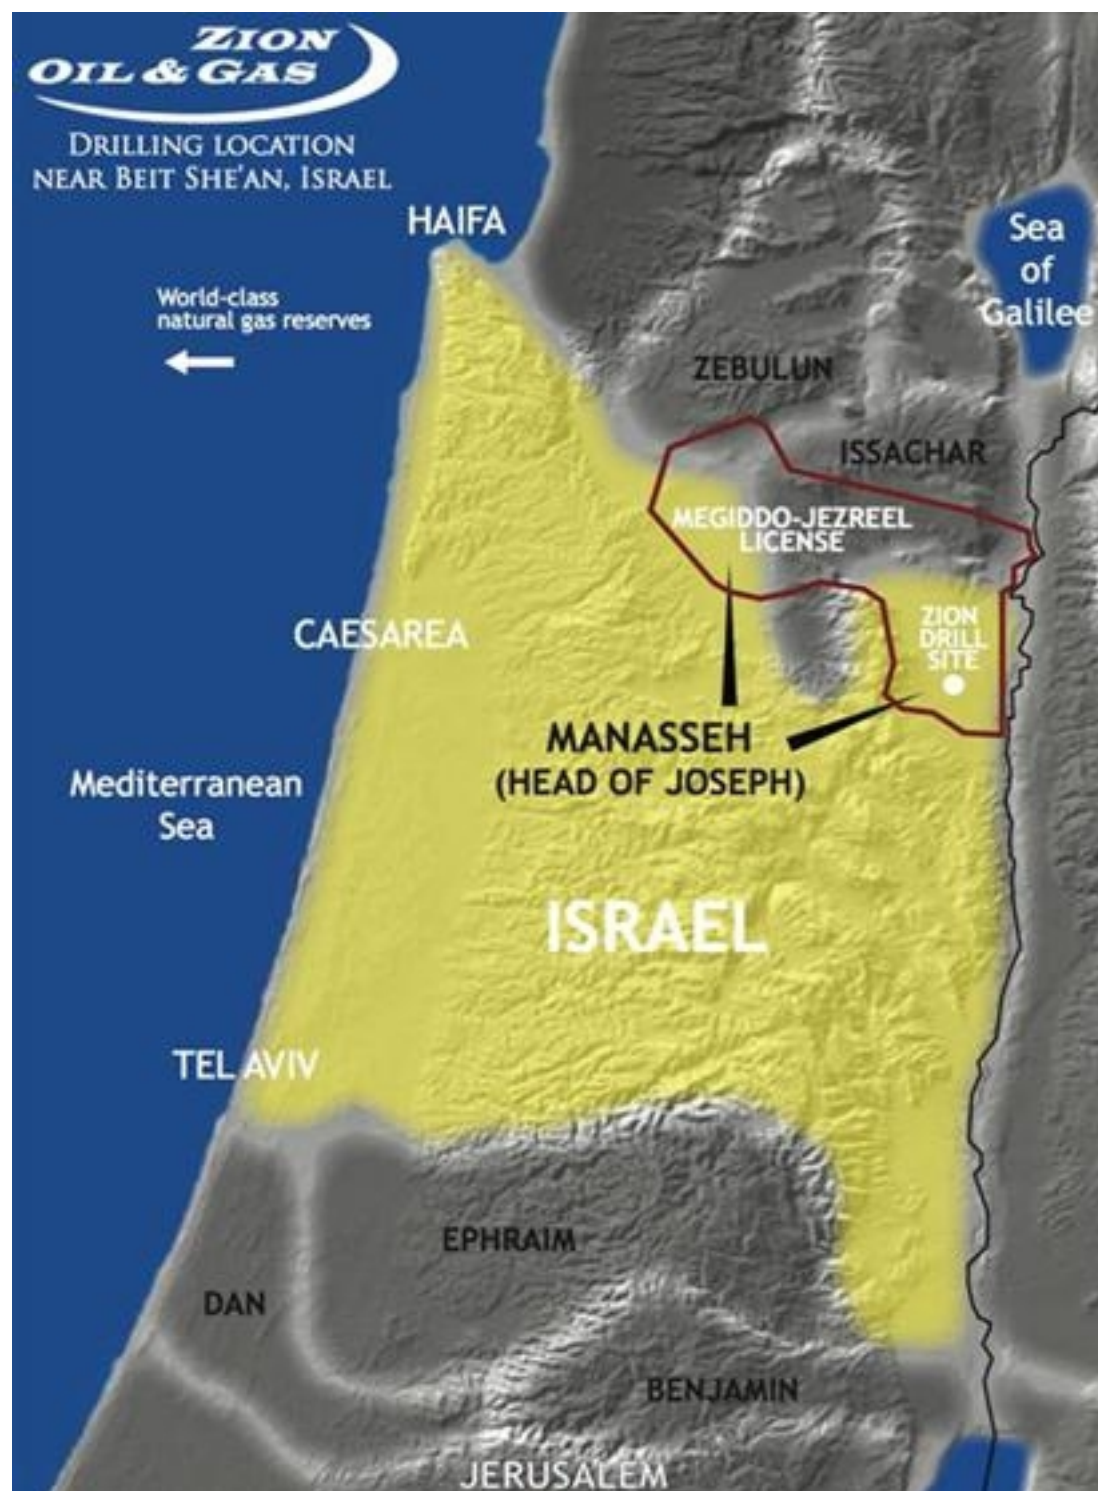 ZION
OIL & GAS
DRILLING LOCATION
NEAR BEIT SHE'AN, ISRAEL
HAIFA
Sea
of
Galilee
World-class
natural gas reserves
ZEBULUN
ISSACHAR
MEGIDDO-JEZREEL
LICENSE
CAESAREA
ZION
DRILL
SITE
MANASSEH
(HEAD OF JOSEPH)
Mediterranean
Sea
ISRAEL
TEL AVIV
EPHRAIM
DAN
BENJAMIN
JERUSALEM